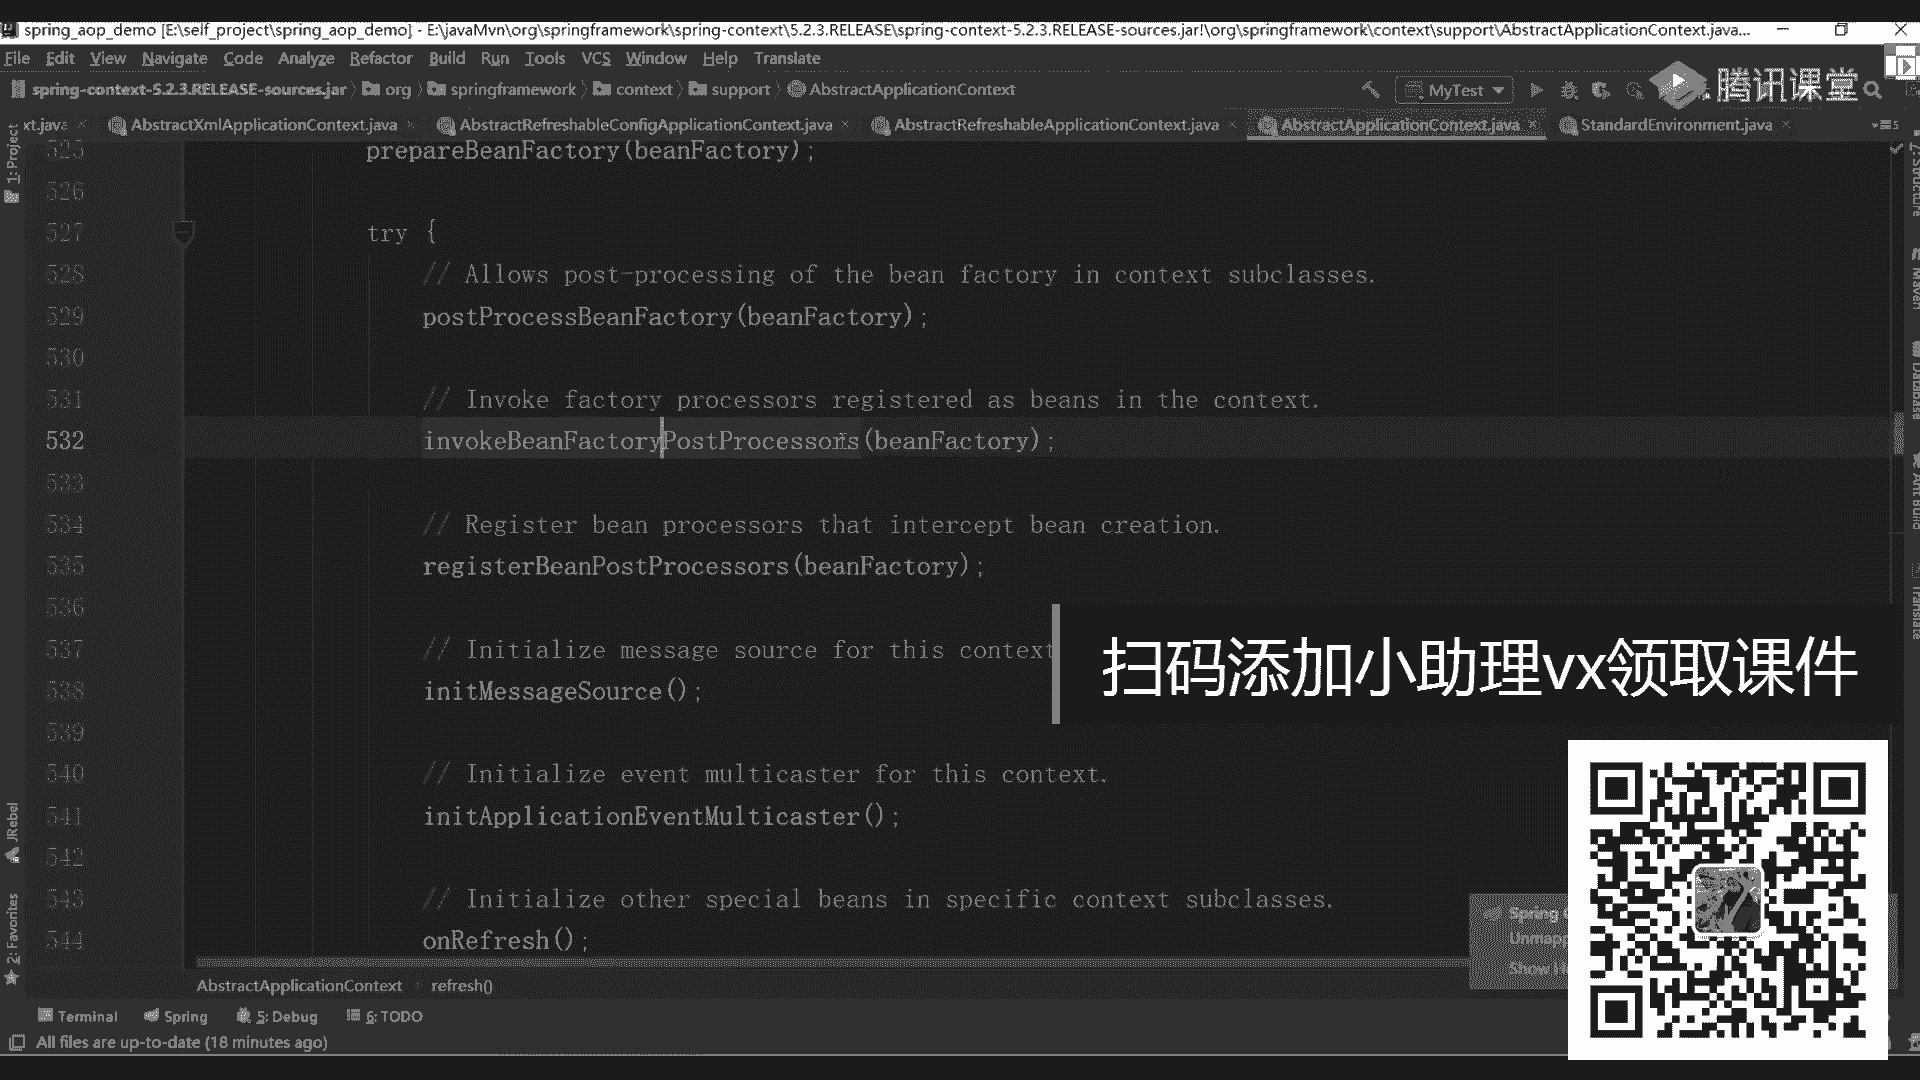 spring_aop_demo [E:\self_project\spring_aop_demo] - E:\javaMvn\org\springframework\spring-context\5.2.3.RELEASE\spring-context-5.2.3.RELEASE-sources.jar!\org\springframework\context\support\AbstractApplicationContext.java...
File Edit View Navigate Code Analyze Refactor Build Run Tools VCS Window Help Translate
spring-context-5.2.3.RELEASE-sources.jar org springframework context support AbstractApplicationContext MyTest 腾讯课堂
xt.java AbstractXmlApplicationContext.java AbstractRefreshableConfigApplicationContext.java AbstractRefreshableApplicationContext.java AbstractApplicationContext.java StandardEnvironment.java
1: Project
Z: Structure
Maven
Database
Ant Build
Translate
525 prepareBeanFactory(beanFactory);
526
527 try {
528 // Allows post-processing of the bean factory in context subclasses.
529 postProcessBeanFactory(beanFactory);
530
531 // Invoke factory processors registered as beans in the context.
532 invokeBeanFactoryPostProcessors(beanFactory);
533
534 // Register bean processors that intercept bean creation.
535 registerBeanPostProcessors(beanFactory);
536
537 // Initialize message source for this context
538 initMessageSource();
539
540 // Initialize event multicaster for this context.
541 initApplicationEventMulticaster();
542
543 // Initialize other special beans in specific context subclasses.
544 onRefresh();
扫码添加小助理vx领取课件
JRebel
2: Favorites
Spring
Unmapp
Show H
AbstractApplicationContext refresh()
Terminal Spring 5: Debug 6: TODO
All files are up-to-date (18 minutes ago)